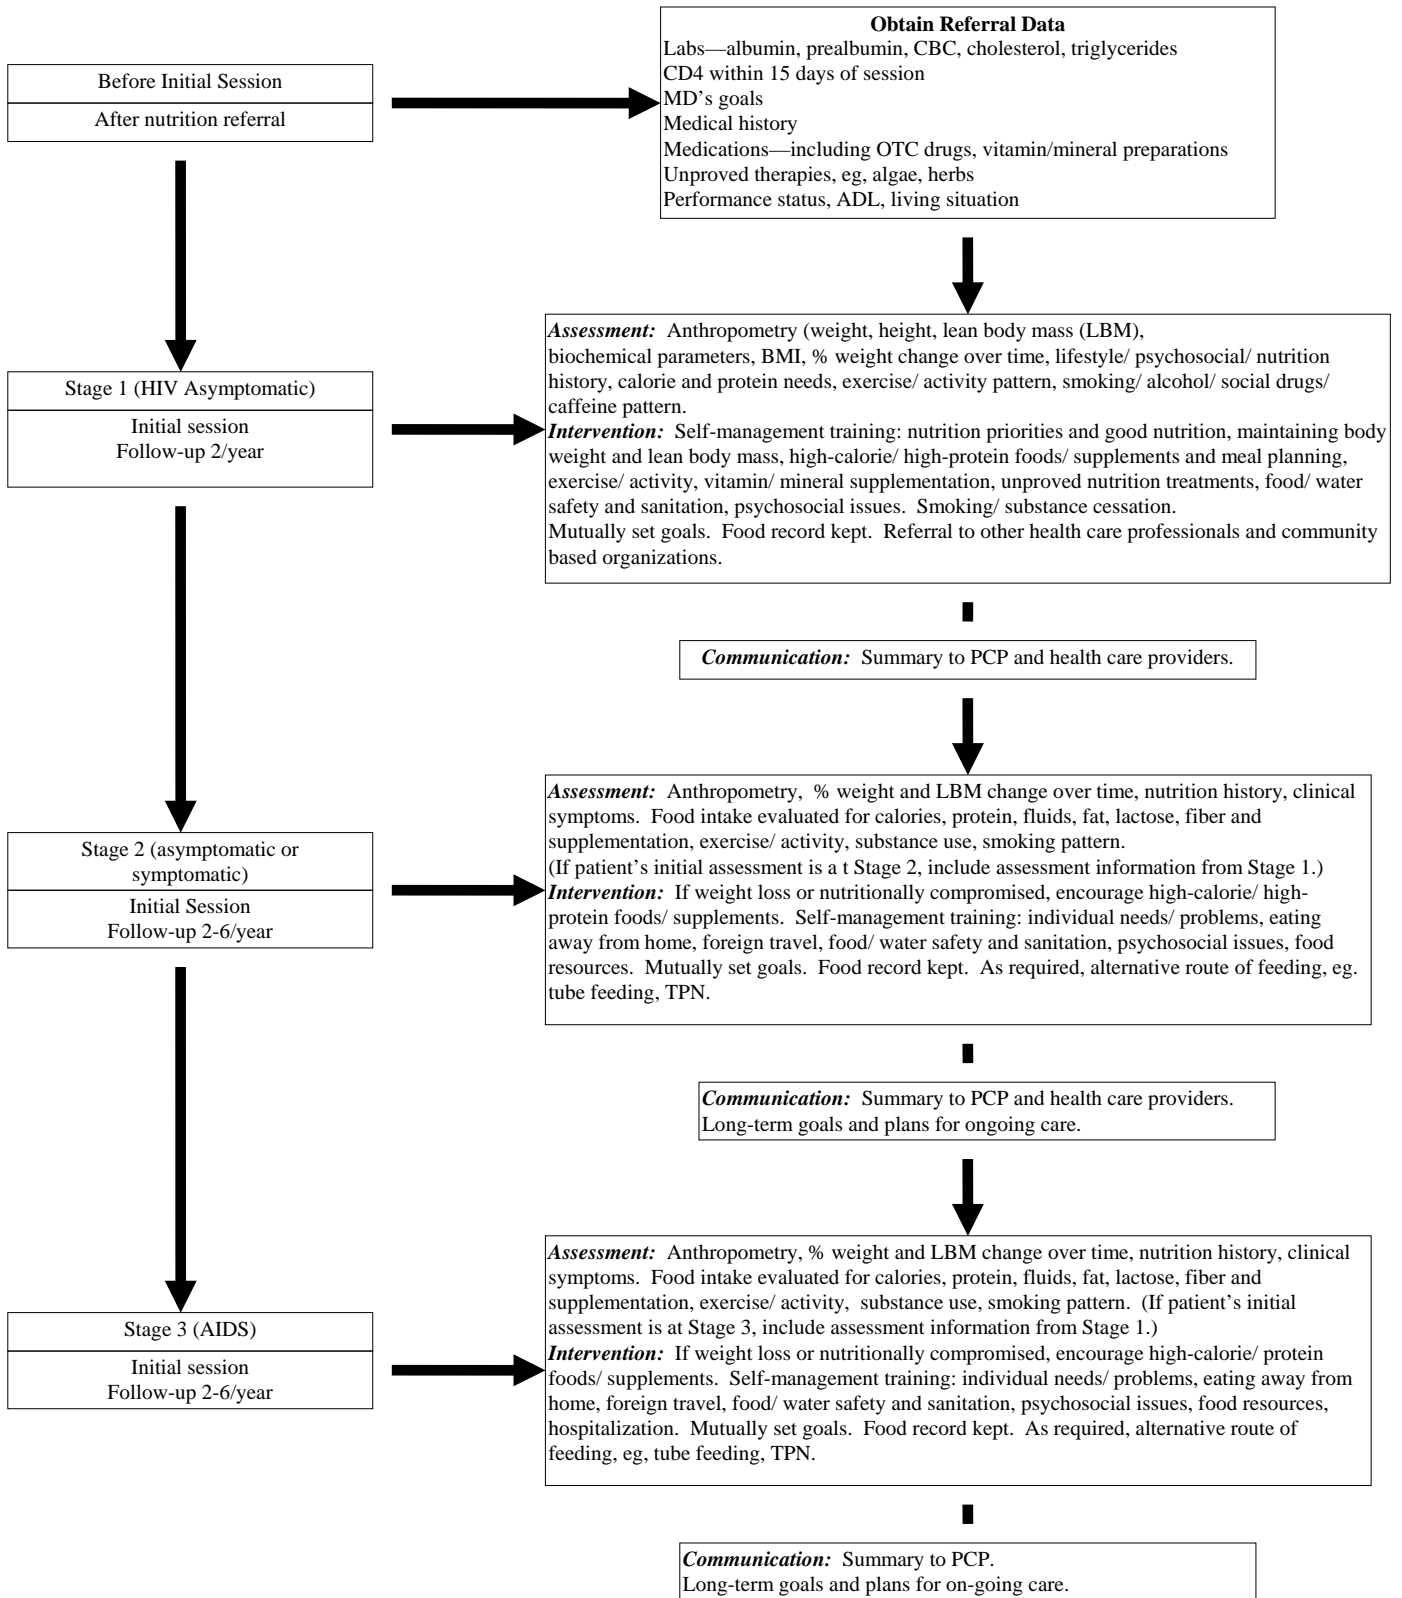 Obtain Referral Data
Labs—albumin, prealbumin, CBC, cholesterol, triglycerides
CD4 within 15 days of session
MD’s goals
Medical history
Medications—including OTC drugs, vitamin/mineral preparations
Unproved therapies, eg, algae, herbs
Performance status, ADL, living situation
Before Initial Session
After nutrition referral
Assessment: Anthropometry (weight, height, lean body mass (LBM),
biochemical parameters, BMI, % weight change over time, lifestyle/ psychosocial/ nutrition
history, calorie and protein needs, exercise/ activity pattern, smoking/ alcohol/ social drugs/
caffeine pattern.
Intervention: Self-management training: nutrition priorities and good nutrition, maintaining body
weight and lean body mass, high-calorie/ high-protein foods/ supplements and meal planning,
exercise/ activity, vitamin/ mineral supplementation, unproved nutrition treatments, food/ water
safety and sanitation, psychosocial issues. Smoking/ substance cessation.
Mutually set goals. Food record kept. Referral to other health care professionals and community
based organizations.
Stage 1 (HIV Asymptomatic)
Initial session
Follow-up 2/year
Communication: Summary to PCP and health care providers.
Assessment: Anthropometry, % weight and LBM change over time, nutrition history, clinical
symptoms. Food intake evaluated for calories, protein, fluids, fat, lactose, fiber and
supplementation, exercise/ activity, substance use, smoking pattern.
(If patient’s initial assessment is a t Stage 2, include assessment information from Stage 1.)
Intervention: If weight loss or nutritionally compromised, encourage high-calorie/ high-
protein foods/ supplements. Self-management training: individual needs/ problems, eating
away from home, foreign travel, food/ water safety and sanitation, psychosocial issues, food
resources. Mutually set goals. Food record kept. As required, alternative route of feeding, eg.
tube feeding, TPN.
Stage 2 (asymptomatic or
symptomatic)
Initial Session
Follow-up 2-6/year
Communication: Summary to PCP and health care providers.
Long-term goals and plans for ongoing care.
Assessment: Anthropometry, % weight and LBM change over time, nutrition history, clinical
symptoms. Food intake evaluated for calories, protein, fluids, fat, lactose, fiber and
supplementation, exercise/ activity, substance use, smoking pattern. (If patient’s initial
assessment is at Stage 3, include assessment information from Stage 1.)
Intervention: If weight loss or nutritionally compromised, encourage high-calorie/ protein
foods/ supplements. Self-management training: individual needs/ problems, eating away from
home, foreign travel, food/ water safety and sanitation, psychosocial issues, food resources,
hospitalization. Mutually set goals. Food record kept. As required, alternative route of
feeding, eg, tube feeding, TPN.
Stage 3 (AIDS)
Initial session
Follow-up 2-6/year
Communication: Summary to PCP.
Long-term goals and plans for on-going care.